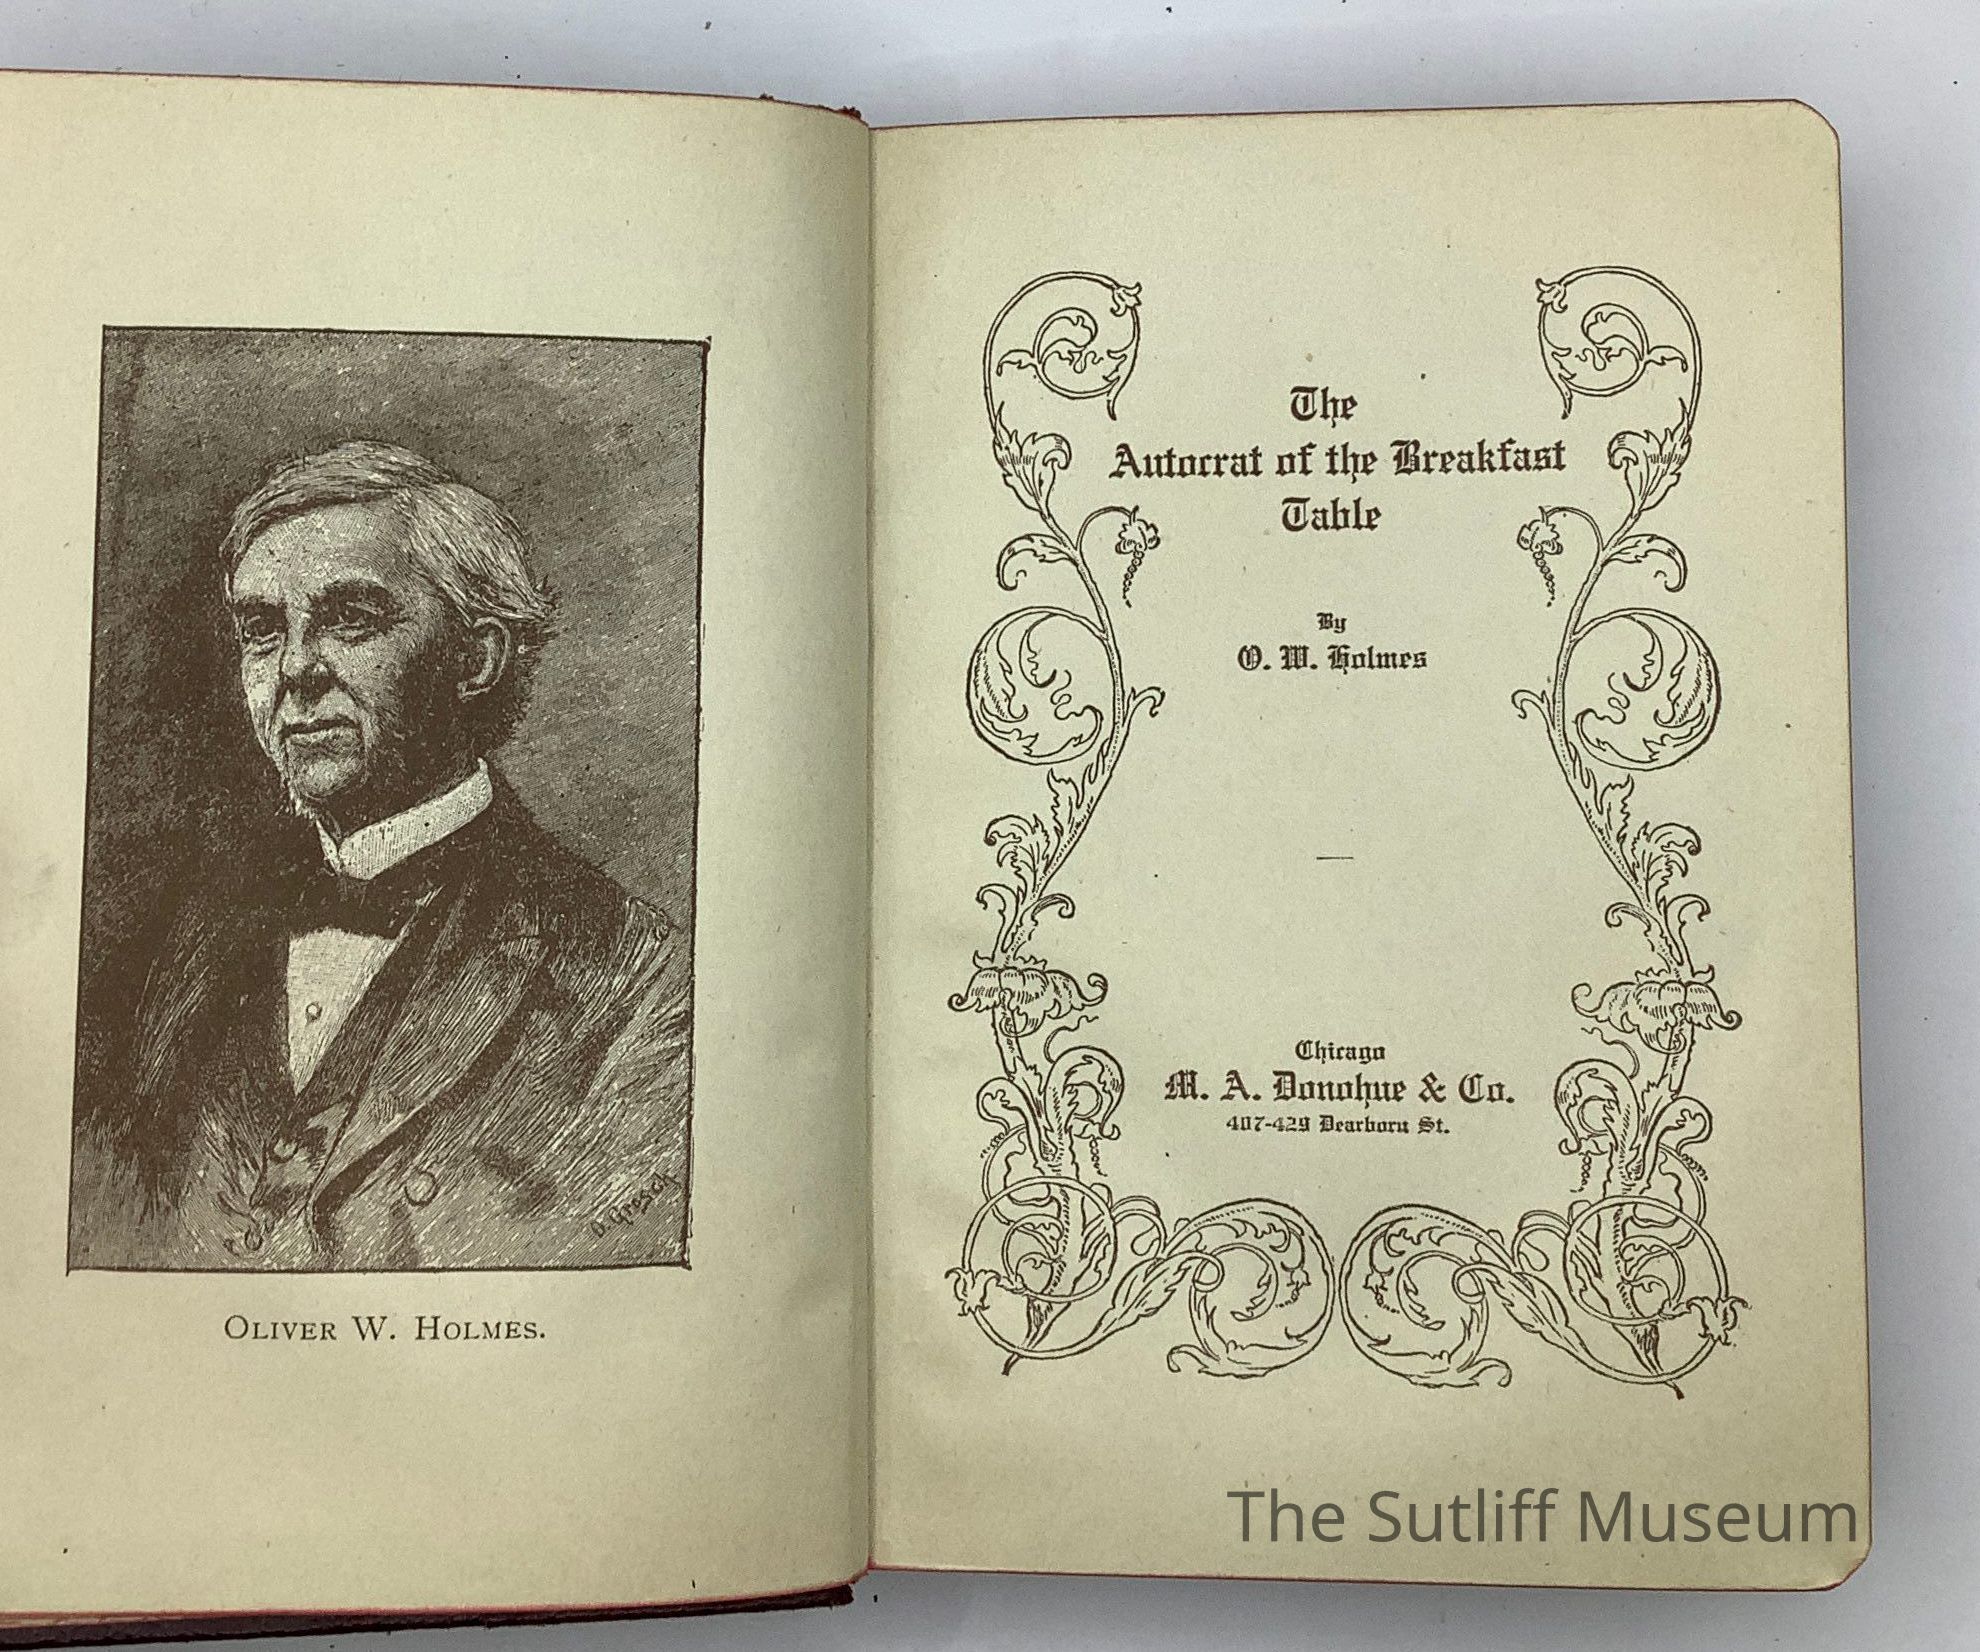 D. Grosch
OLIVER W. HOLMES.
The
Autocrat of the Breakfast
Table
By
O. W. Holmes
Chicago
M. A. Donohue & Co.
407-429 Dearborn St.
The Sutliff Museum